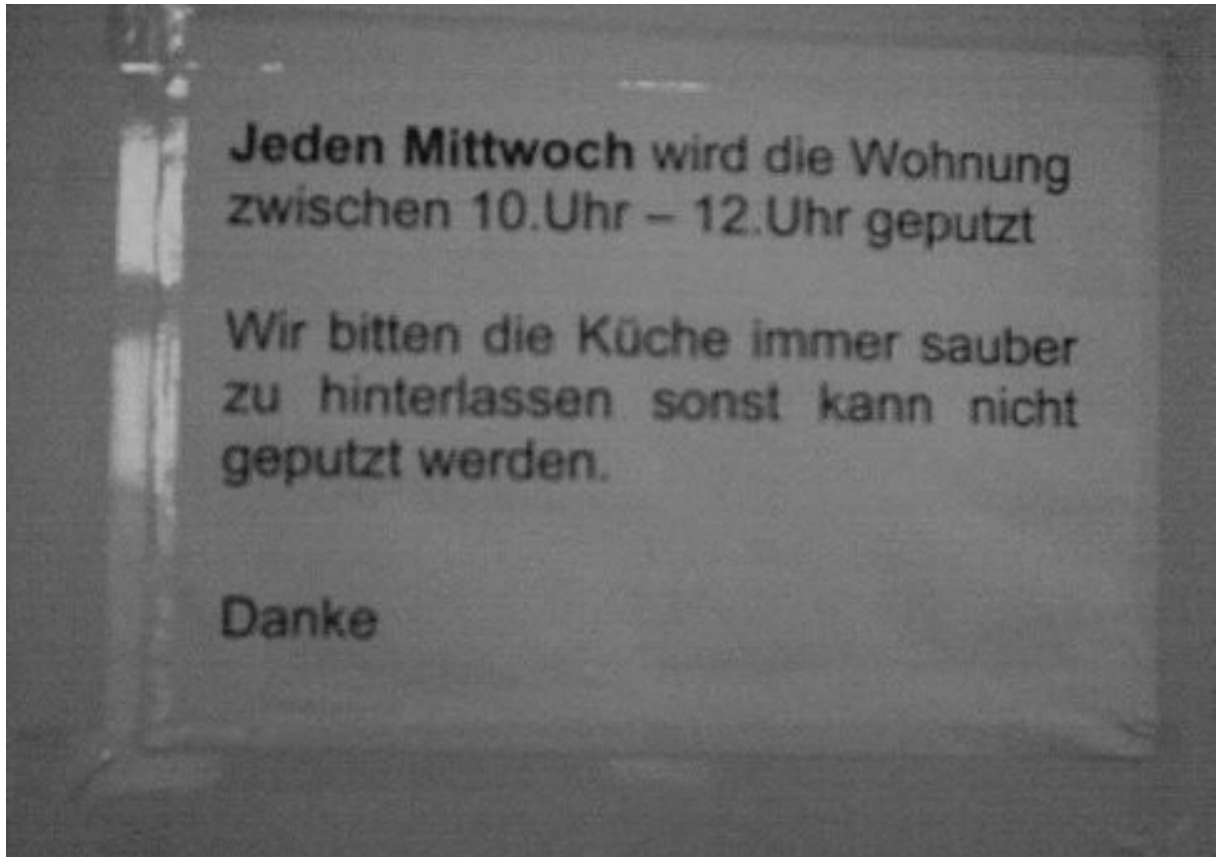 Jeden Mittwoch wird die Wohnung
zwischen 10.Uhr – 12.Uhr geputzt
Wir bitten die Küche immer sauber
zu hinterlassen sonst kann nicht
geputzt werden.
Danke